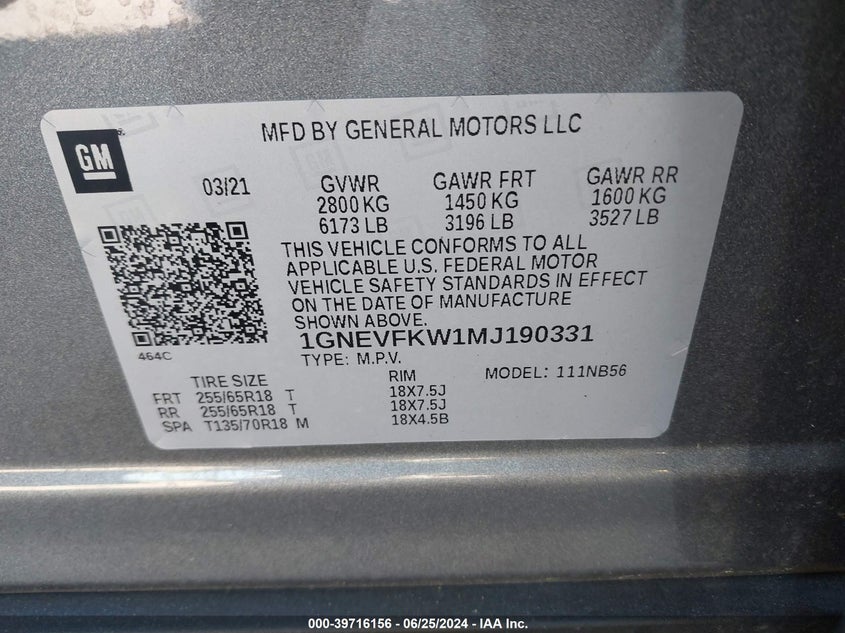 MFD BY GENERAL MOTORS LLC
GM
03/21 GVWR GAWR FRT GAWR RR
2800 KG 1450 KG 1600 KG
6173 LB 3196 LB 3527 LB
THIS VEHICLE CONFORMS TO ALL
APPLICABLE U.S. FEDERAL MOTOR
VEHICLE SAFETY STANDARDS IN EFFECT
ON THE DATE OF MANUFACTURE
SHOWN ABOVE.
1GNEVFKW1MJ190331
464C
TYPE: M.P.V.
TIRE SIZE RIM MODEL: 111NB56
FRT 255/65R18 T 18X7.5J
RR 255/65R18 T 18X7.5J
SPA T135/70R18 M 18X4.5B
000-39716156 — 06/25/2024 — IAA Inc.